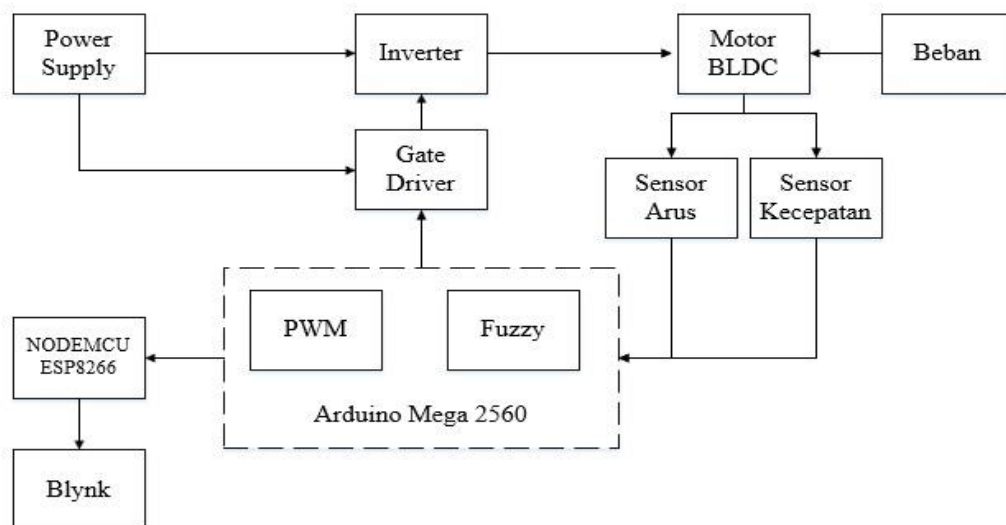 Power
Supply
Inverter
Motor
BLDC
Beban
Gate
Driver
Sensor
Arus
Sensor
Kecepatan
PWM
Fuzzy
NODEMCU
ESP8266
Arduino Mega 2560
Blynk